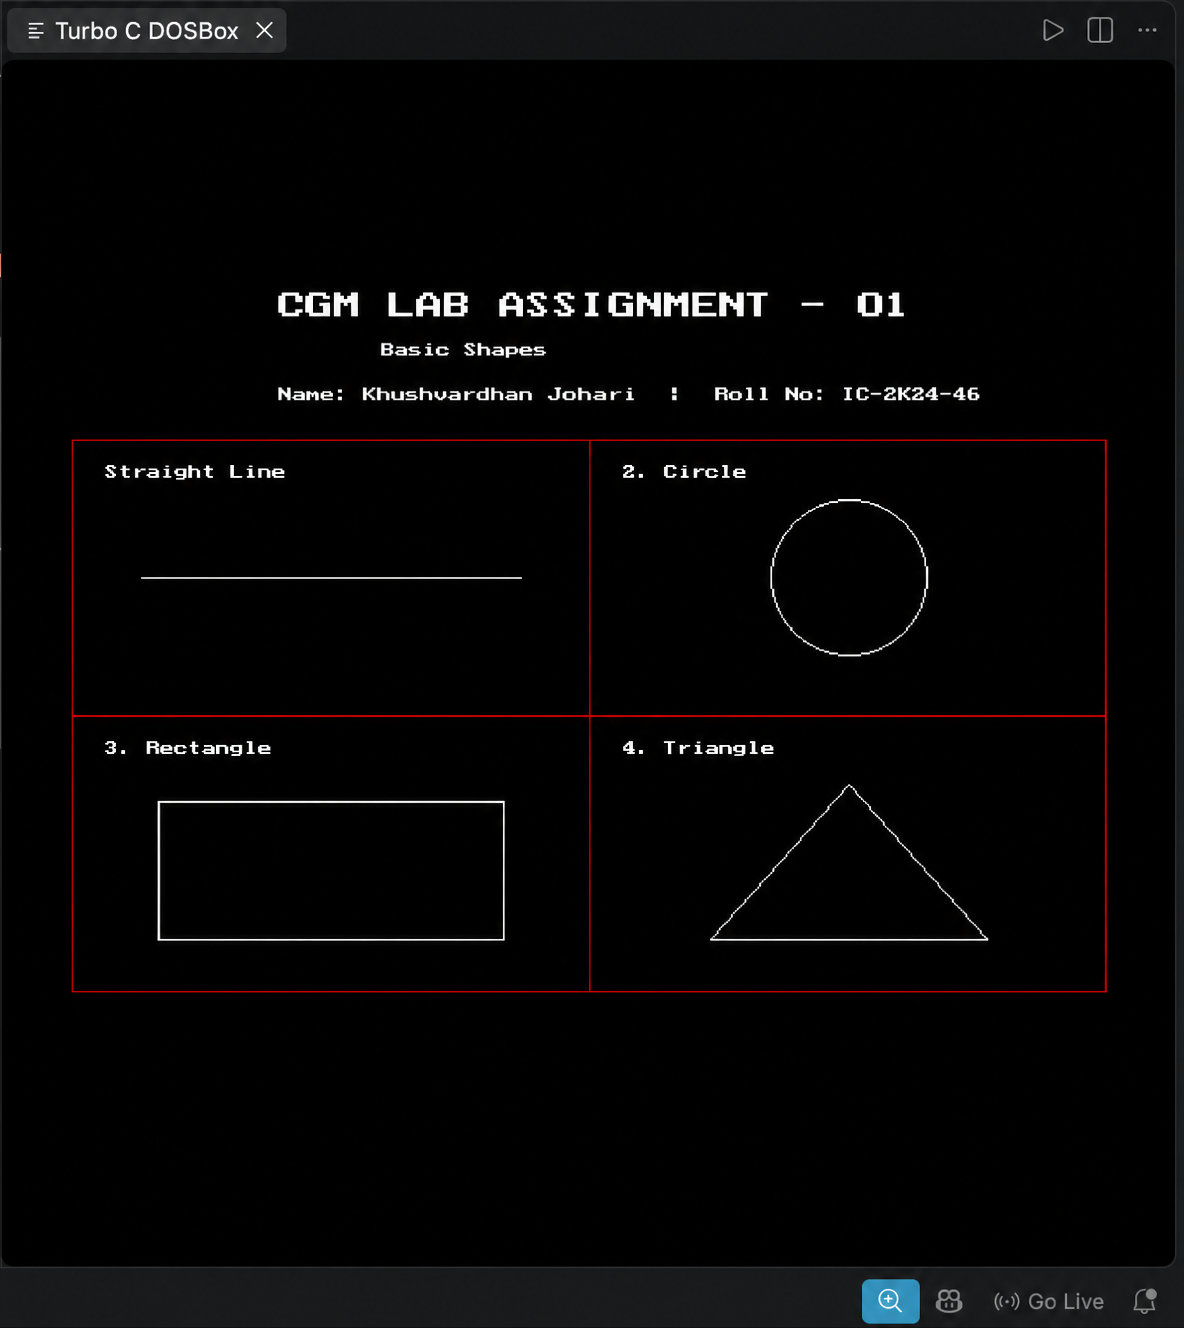 Turbo C DOSBox
CGM LAB ASSIGNMENT - 01
Basic Shapes
Name: Khushvardhan Johari | Roll No: IC-2K24-46
Straight Line
2. Circle
3. Rectangle
4. Triangle
Go Live